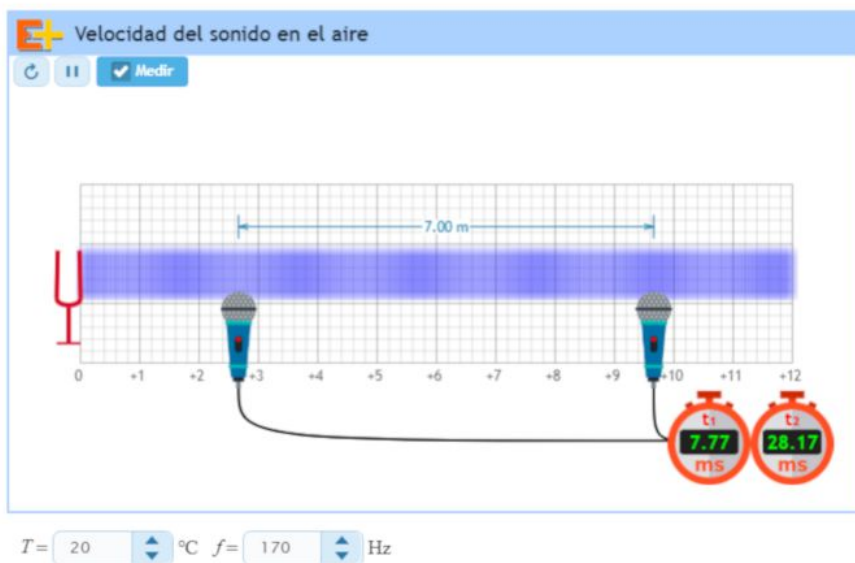 E+ Velocidad del sonido en el aire
Medir
7.00 m
0 +1 +2 +3 +4 +5 +6 +7 +8 +9 +10 +11 +12
t1 t2
7.77 28.17
ms ms
T= 20 °C f= 170 Hz